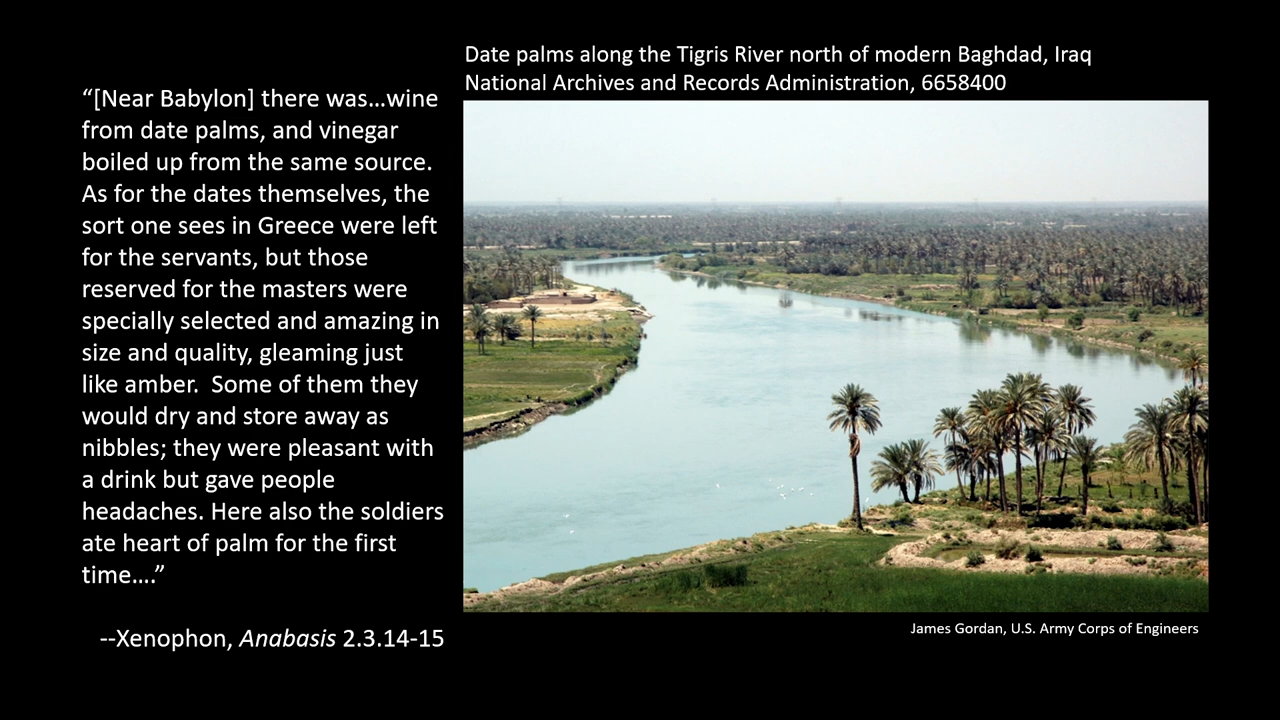 Date palms along the Tigris River north of modern Baghdad, Iraq
National Archives and Records Administration, 6658400
“[Near Babylon] there was...wine
from date palms, and vinegar
boiled up from the same source.
As for the dates themselves, the
sort one sees in Greece were left
for the servants, but those
reserved for the masters were
specially selected and amazing in
size and quality, gleaming just
like amber.  Some of them they
would dry and store away as
nibbles; they were pleasant with
a drink but gave people
headaches. Here also the soldiers
ate heart of palm for the first
time....”
--Xenophon, Anabasis 2.3.14-15
James Gordan, U.S. Army Corps of Engineers